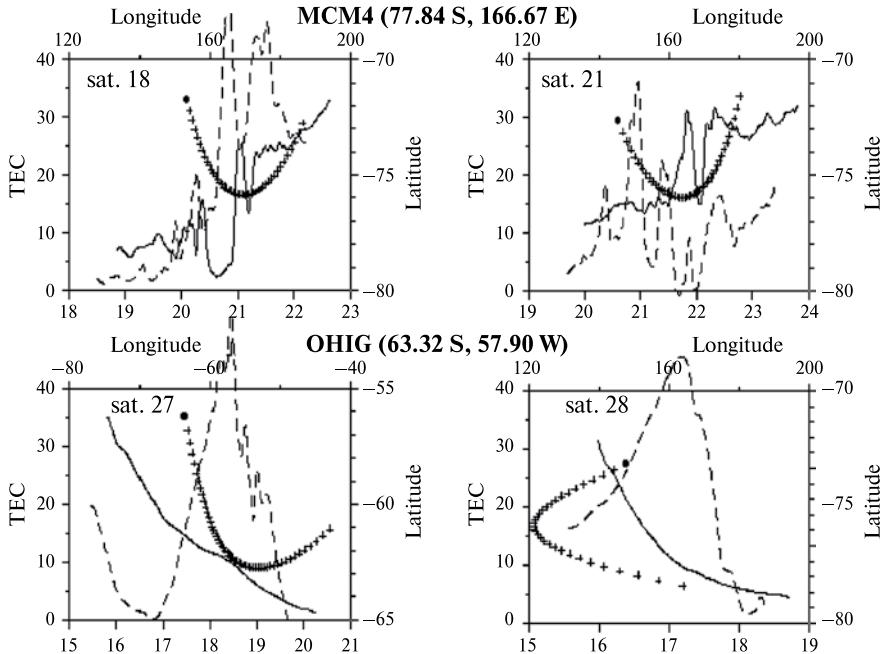 MCM4 (77.84 S, 166.67 E)
Longitude Longitude
120 160 200 120 160 200
40 −70 40 −70
sat. 18 sat. 21
30 30
TEC 20 −75 Latitude TEC 20 −75 Latitude
10 10
0 −80 0 −80
18 19 20 21 22 23 19 20 21 22 23 24
OHIG (63.32 S, 57.90 W)
Longitude Longitude
−80 −60 −40 120 160 200
40 −55 40 −70
sat. 27 sat. 28
30 30
TEC 20 −60 Latitude TEC 20 −75 Latitude
10 10
0 −65 0 −80
15 16 17 18 19 20 21 15 16 17 18 19